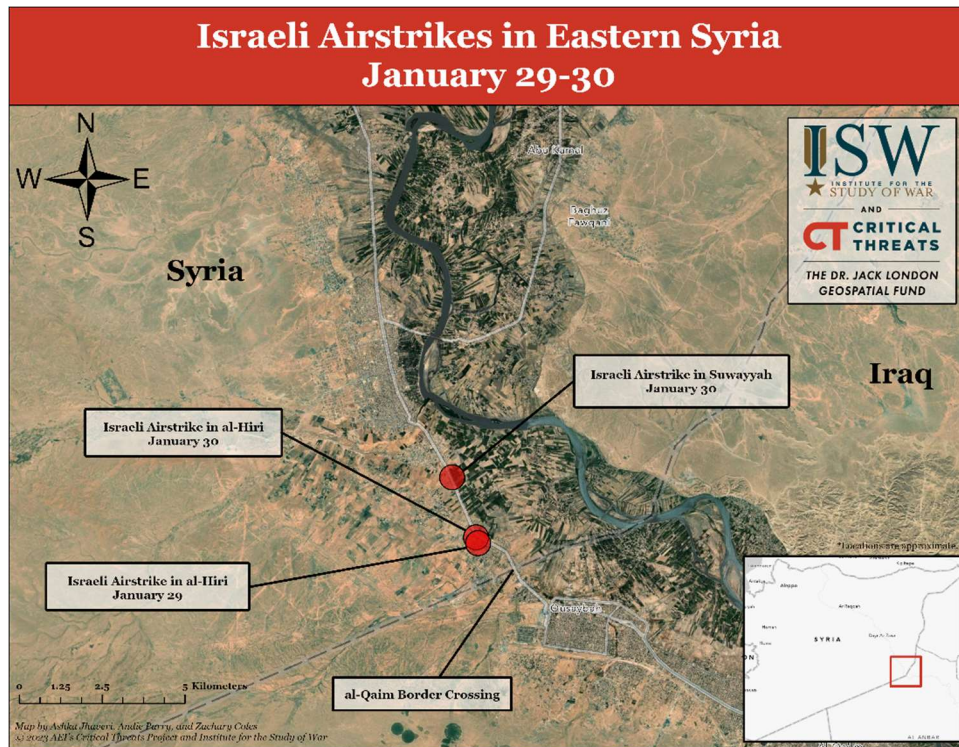 Israeli Airstrikes in Eastern Syria
January 29-30
N
W E
S
Abu Kamal
Baghuz
Fawqani
ISW
INSTITUTE FOR THE
STUDY OF WAR
AND
CT CRITICAL
THREATS
THE DR. JACK LONDON
GEOSPATIAL FUND
Syria
Iraq
Israeli Airstrike in Suwayyah
January 30
Israeli Airstrike in al-Hiri
January 30
Israeli Airstrike in al-Hiri
January 29
*Locations are approximate.
Qusaybah
al-Qaim Border Crossing
0 1.25 2.5 5 Kilometers
Map by Ashka Jhaveri, Andie Parry, and Zachary Coles
© 2023 AEI's Critical Threats Project and Institute for the Study of War
Aleppo
Ar-Raqqah
SYRIA
AL ANBAR